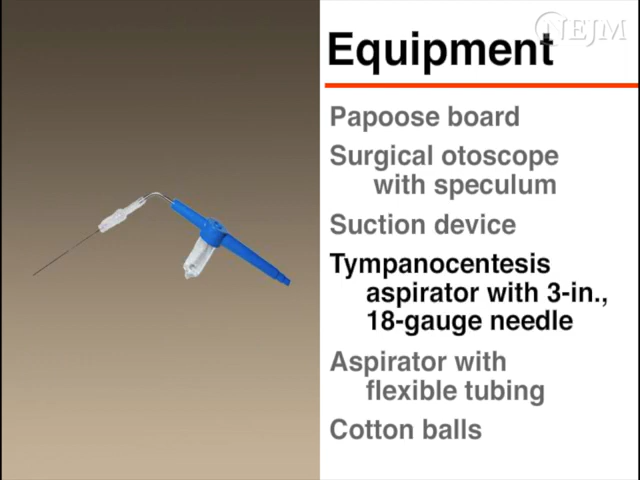 NEJM
Equipment
Papoose board
Surgical otoscope
with speculum
Suction device
Tympanocentesis
aspirator with 3-in.,
18-gauge needle
Aspirator with
flexible tubing
Cotton balls